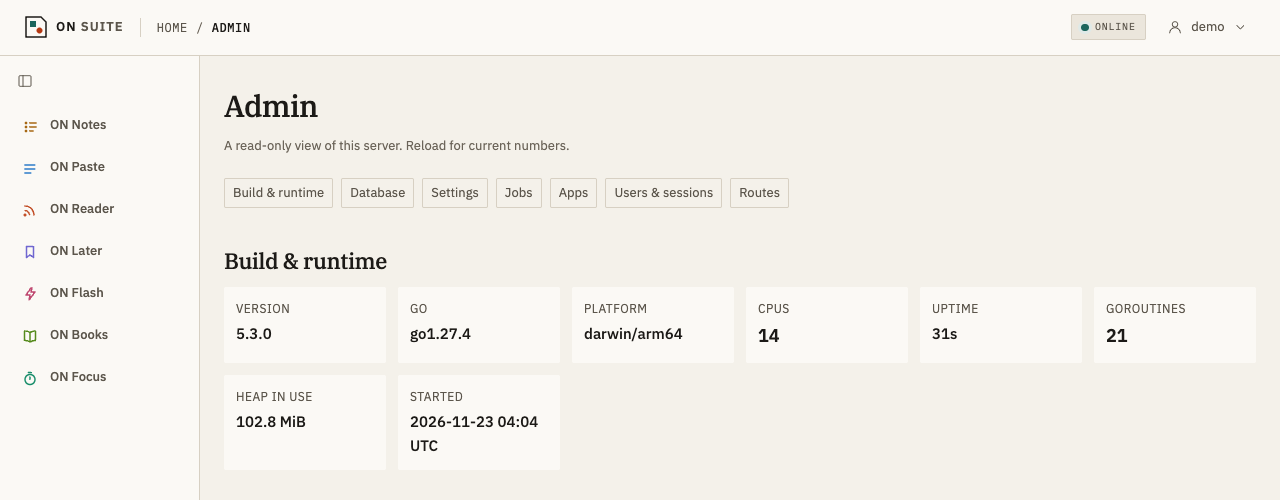 ON SUITE
HOME / ADMIN
ONLINE
demo
ON Notes
ON Paste
ON Reader
ON Later
ON Flash
ON Books
ON Focus
Admin
A read-only view of this server. Reload for current numbers.
Build & runtime
Database
Settings
Jobs
Apps
Users & sessions
Routes
Build & runtime
VERSION
5.3.0
GO
go1.27.4
PLATFORM
darwin/arm64
CPUS
14
UPTIME
31s
GOROUTINES
21
HEAP IN USE
102.8 MiB
STARTED
2026-11-23 04:04
UTC